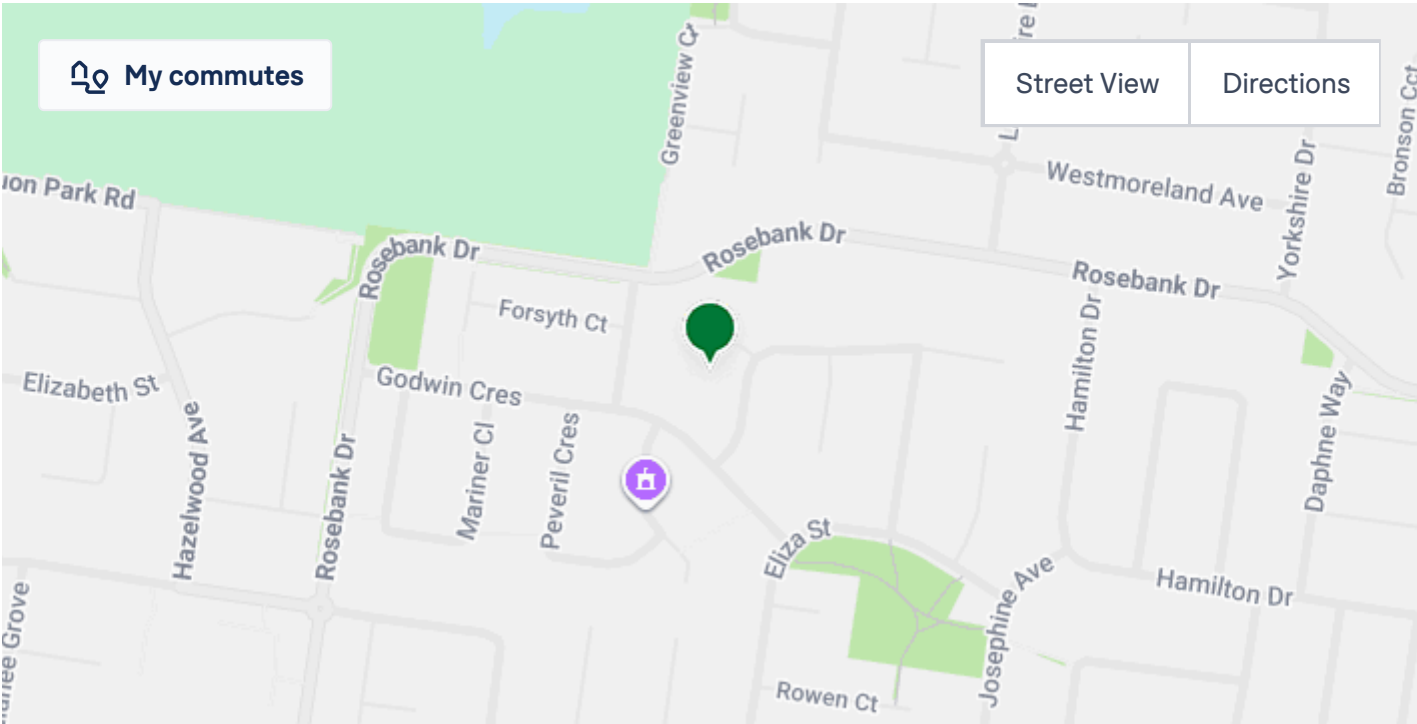 My commutes
Street View
Directions
Greenview Ct
Bronson Cct
Westmoreland Ave
Yorkshire Dr
Park Rd
Rosebank Dr
Rosebank Dr
Rosebank Dr
Forsyth Ct
Hamilton Dr
Elizabeth St
Godwin Cres
Daphne Way
Hazelwood Ave
Rosebank Dr
Mariner Cl
Peveril Cres
Eliza St
Josephine Ave
Hamilton Dr
Grove
Rowen Ct